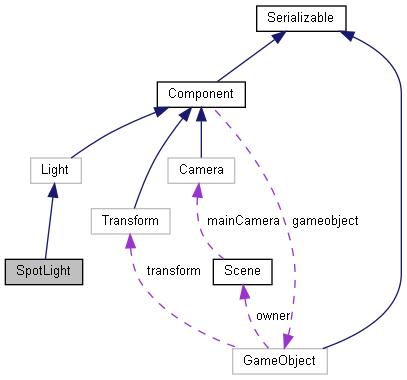 Serializable
Component
Light
Camera
Transform
mainCamera
gameobject
SpotLight
transform
Scene
owner
GameObject